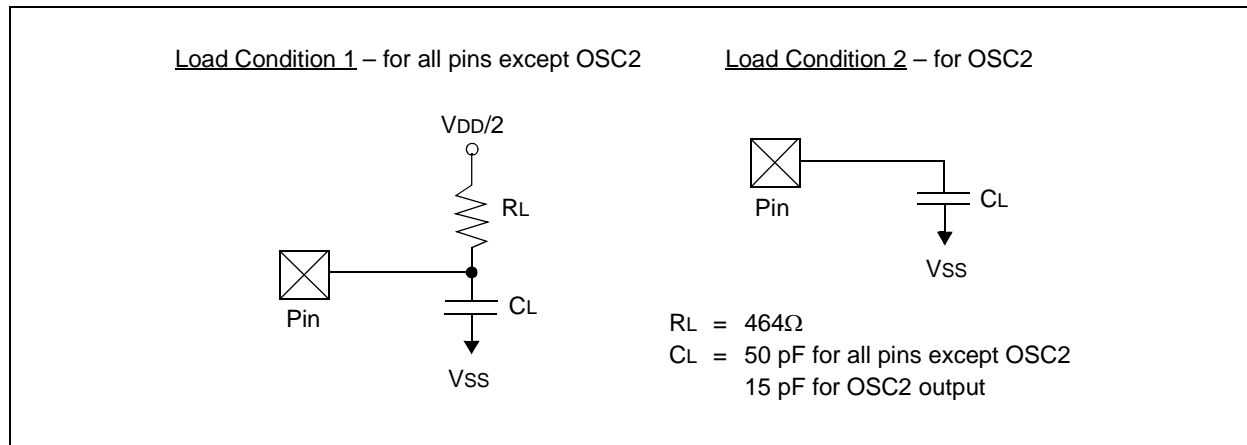 Load Condition 1 – for all pins except OSC2
Load Condition 2 – for OSC2
VDD/2
RL
Pin
CL
VSS
Pin
CL
VSS
RL = 464Ω
CL = 50 pF for all pins except OSC2
15 pF for OSC2 output